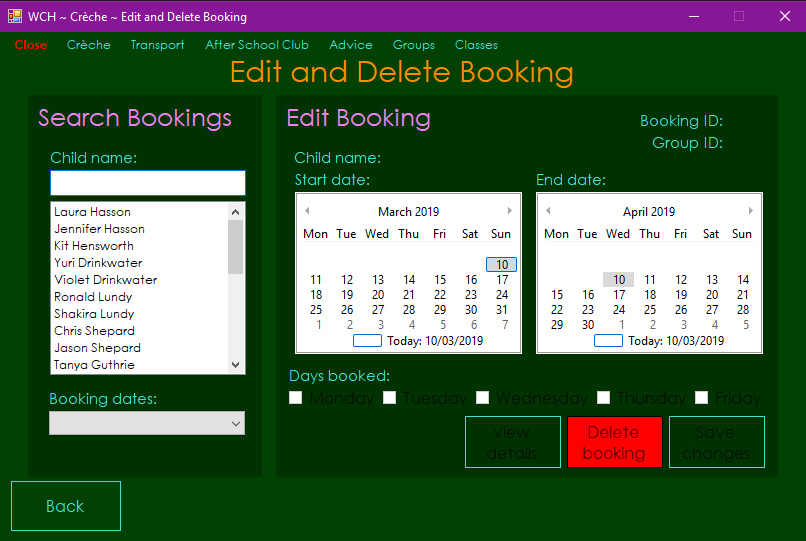 WCH ~ Crèche ~ Edit and Delete Booking
Close Crèche Transport After School Club Advice Groups Classes
Edit and Delete Booking
Search Bookings
Child name:
Laura Hasson
Jennifer Hasson
Kit Hensworth
Yuri Drinkwater
Violet Drinkwater
Ronald Lundy
Shakira Lundy
Chris Shepard
Jason Shepard
Tanya Guthrie
Booking dates:
Edit Booking
Booking ID:
Group ID:
Child name:
Start date:
March 2019
Mon Tue Wed Thu Fri Sat Sun
10
11 12 13 14 15 16 17
18 19 20 21 22 23 24
25 26 27 28 29 30 31
1 2 3 4 5 6 7
Today: 10/03/2019
End date:
April 2019
Mon Tue Wed Thu Fri Sat Sun
10 11 12 13 14
15 16 17 18 19 20 21
22 23 24 25 26 27 28
29 30 1 2 3 4 5
Today: 10/03/2019
Days booked:
Monday Tuesday Wednesday Thursday Friday
View
details
Delete
booking
Save
changes
Back